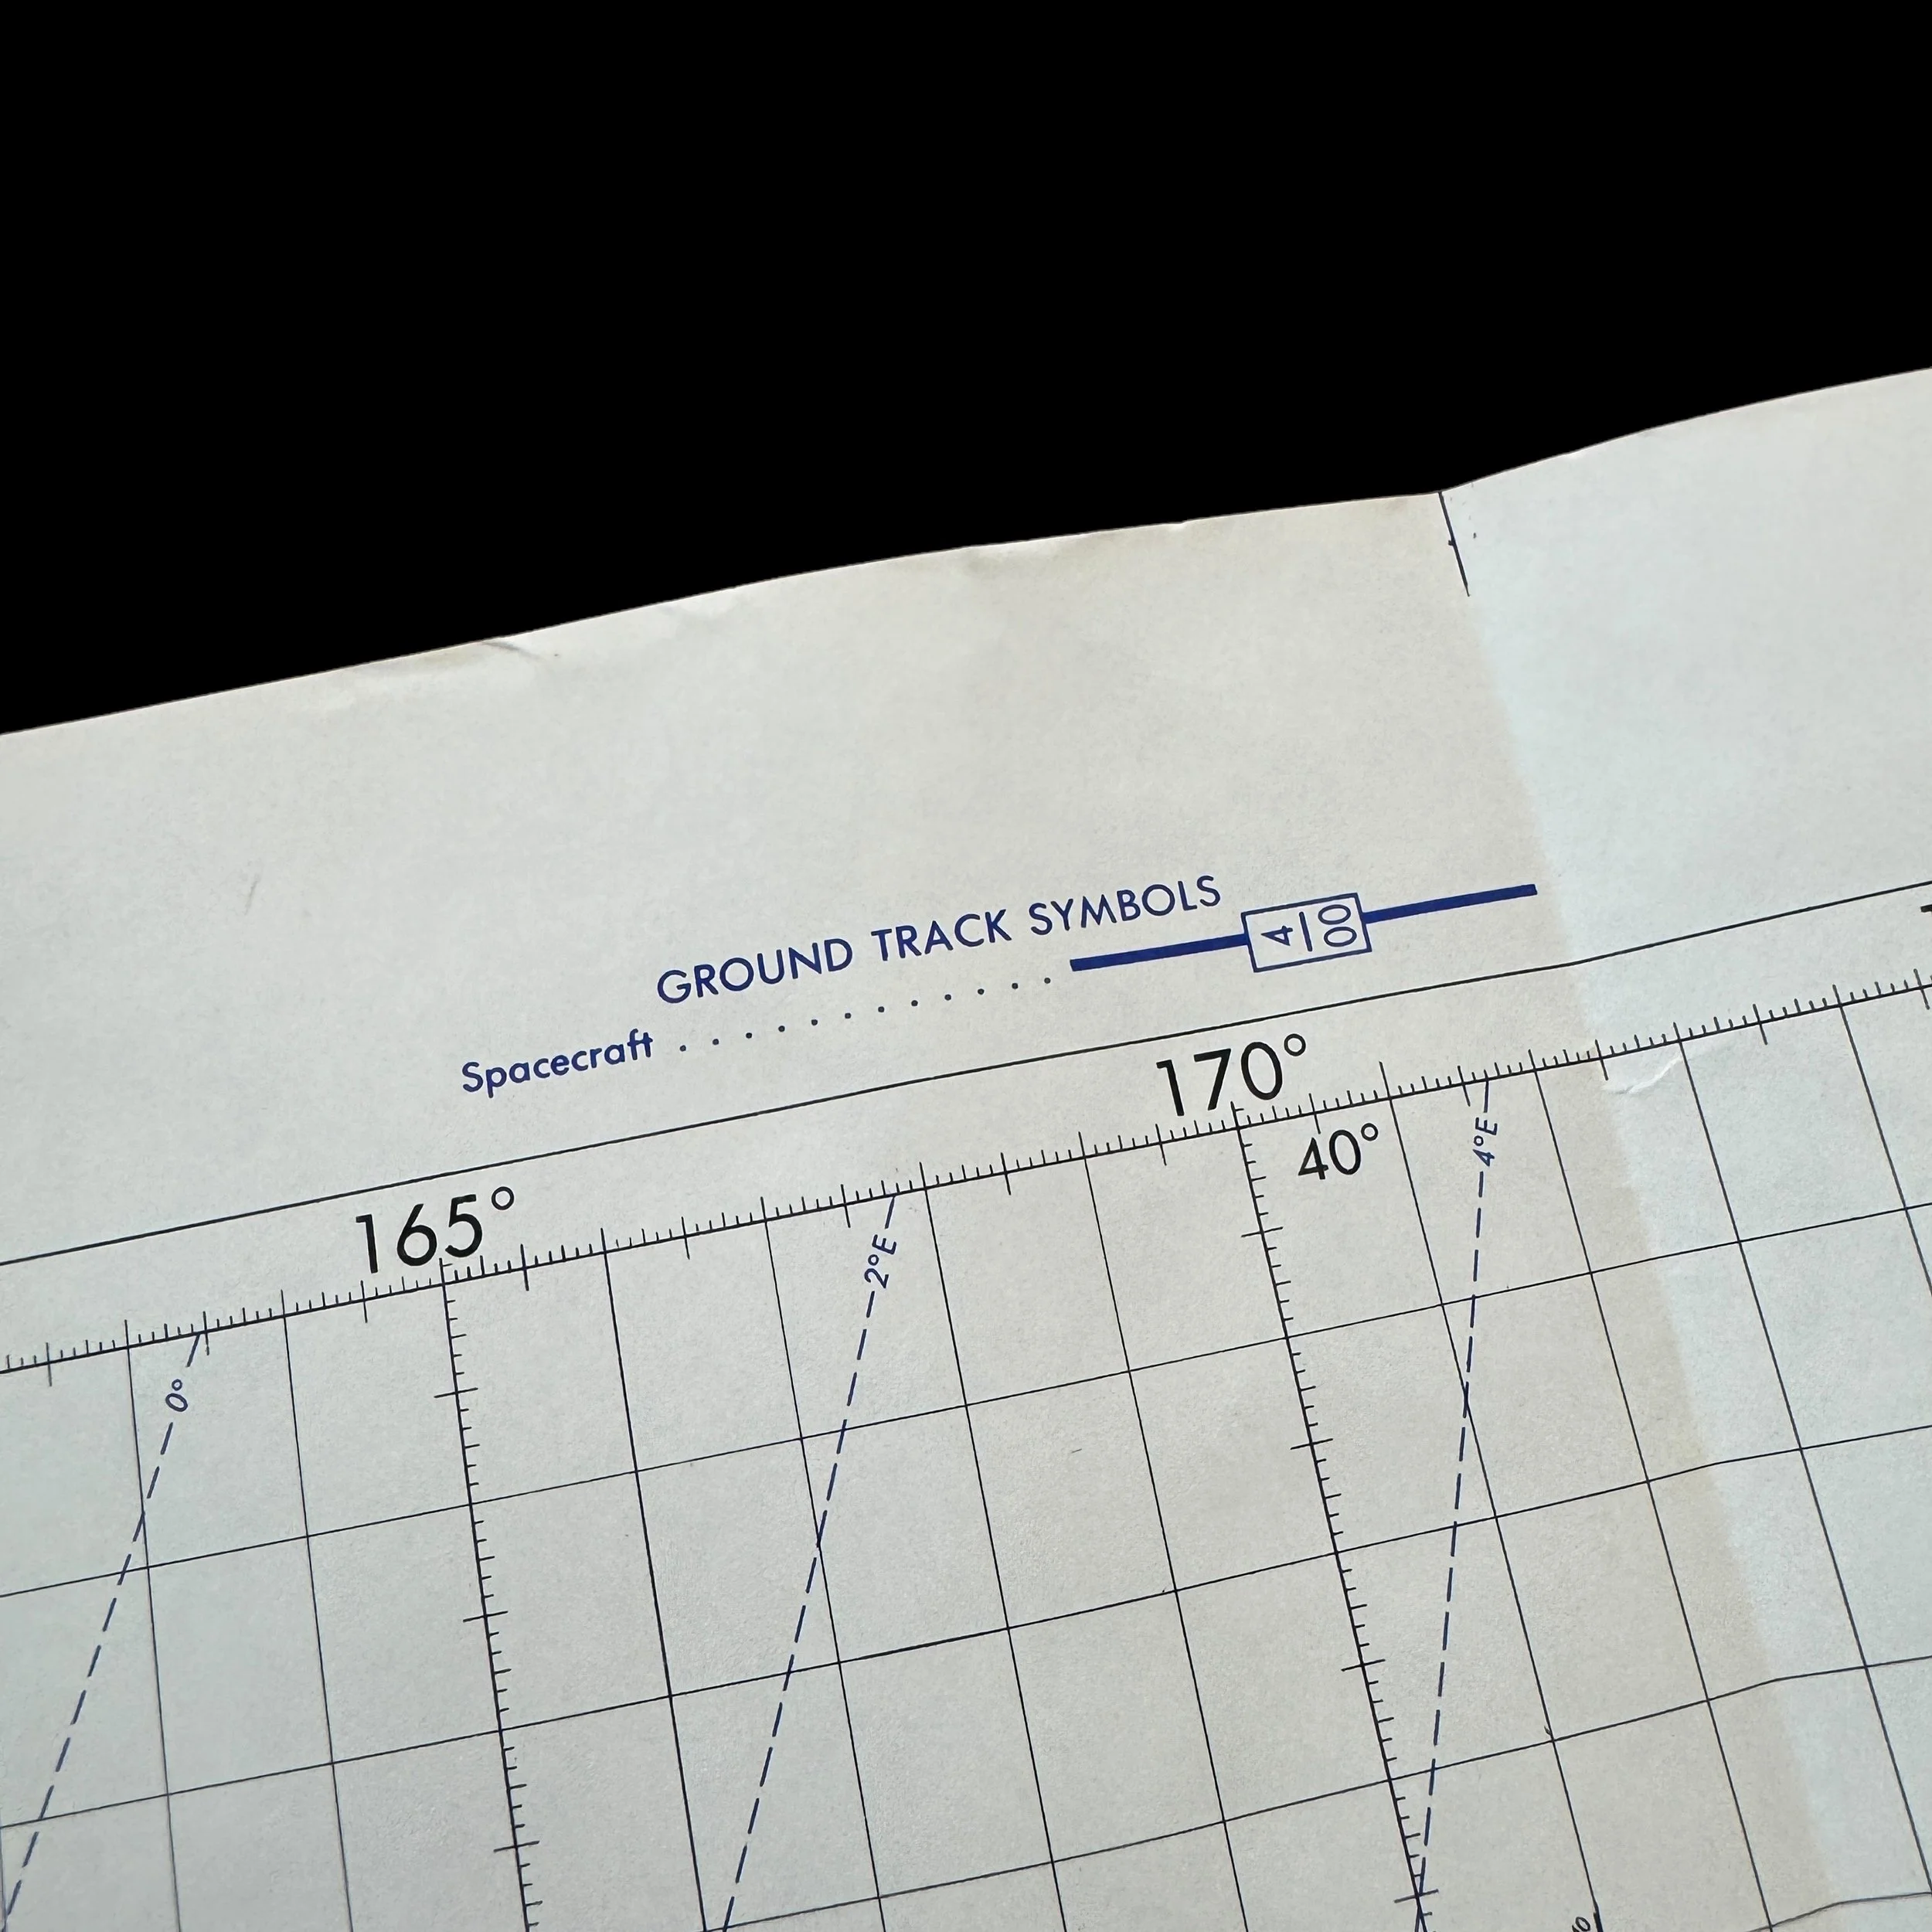 GROUND TRACK SYMBOLS
Spacecraft . . . . . . . . . . . . 4|00
170°
40°
4°E
165°
2°E
0°